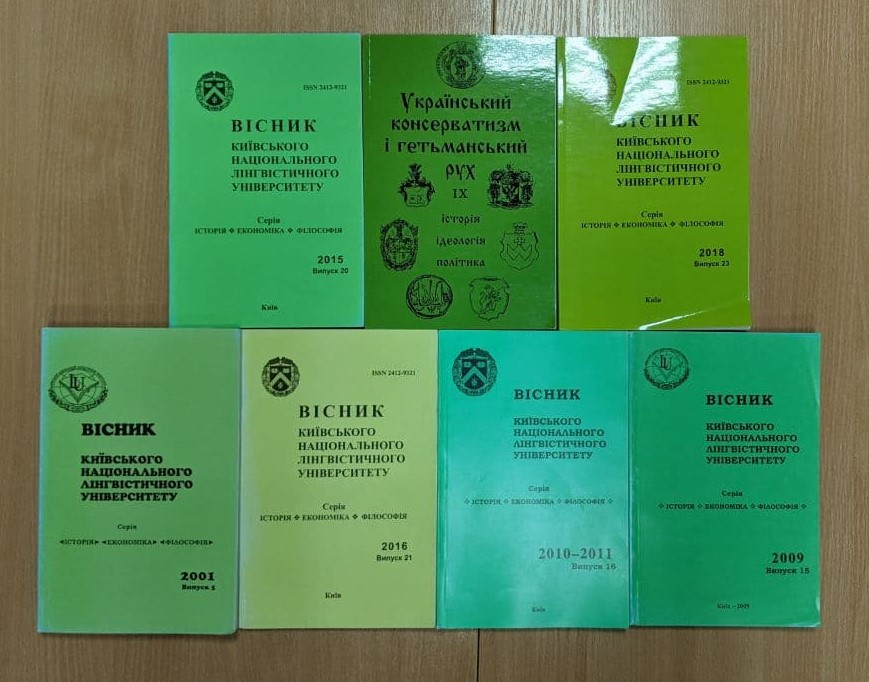 ISSN 2412-9321
ВІСНИК
КИЇВСЬКОГО
НАЦІОНАЛЬНОГО
ЛІНГВІСТИЧНОГО
УНІВЕРСИТЕТУ
Серія
ІСТОРІЯ ❖ ЕКОНОМІКА ❖ ФІЛОСОФІЯ
2015
Випуск 20
Київ
Український
консерватизм
і гетьманський
рух
IX
історія
ідеологія
політика
ISSN 2412-9321
ВІСНИК
КИЇВСЬКОГО
НАЦІОНАЛЬНОГО
ЛІНГВІСТИЧНОГО
УНІВЕРСИТЕТУ
Серія
ІСТОРІЯ ❖ ЕКОНОМІКА ❖ ФІЛОСОФІЯ
2018
Випуск 23
Київ
ВІСНИК
КИЇВСЬКОГО
НАЦІОНАЛЬНОГО
ЛІНГВІСТИЧНОГО
УНІВЕРСИТЕТУ
Серія
◄ІСТОРІЯ► ◄ЕКОНОМІКА► ◄ФІЛОСОФІЯ►
2001
Випуск 5
ISSN 2412-9321
ВІСНИК
КИЇВСЬКОГО
НАЦІОНАЛЬНОГО
ЛІНГВІСТИЧНОГО
УНІВЕРСИТЕТУ
Серія
ІСТОРІЯ ❖ ЕКОНОМІКА ❖ ФІЛОСОФІЯ
2016
Випуск 21
Київ
ВІСНИК
КИЇВСЬКОГО
НАЦІОНАЛЬНОГО
ЛІНГВІСТИЧНОГО
УНІВЕРСИТЕТУ
Серія
❖ ІСТОРІЯ ❖ ЕКОНОМІКА ❖ ФІЛОСОФІЯ ❖
2010–2011
Випуск 16
Київ
ВІСНИК
КИЇВСЬКОГО
НАЦІОНАЛЬНОГО
ЛІНГВІСТИЧНОГО
УНІВЕРСИТЕТУ
Серія
❖ ІСТОРІЯ ❖ ЕКОНОМІКА ❖ ФІЛОСОФІЯ ❖
2009
Випуск 15
Київ – 2009